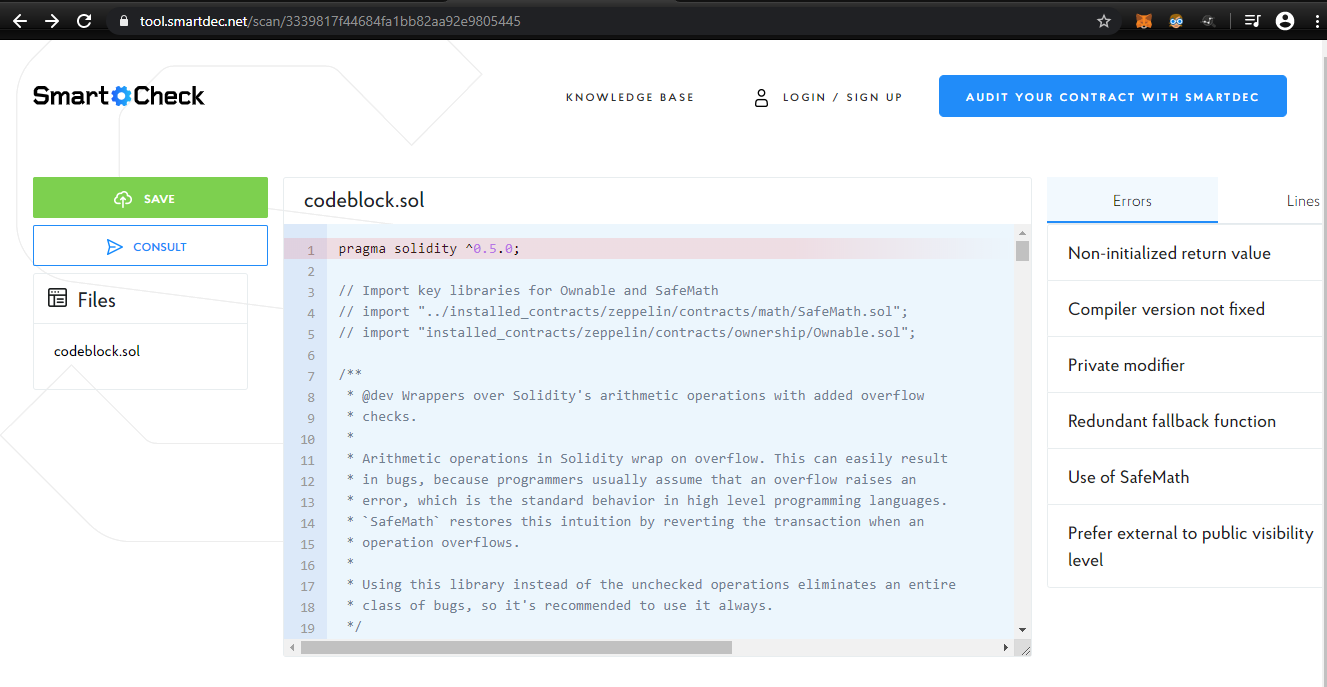 tool.smartdec.net/scan/3339817f44684fa1bb82aa92e9805445
Smart Check
KNOWLEDGE BASE
LOGIN / SIGN UP
AUDIT YOUR CONTRACT WITH SMARTDEC
SAVE
CONSULT
Files
codeblock.sol
codeblock.sol
1 pragma solidity ^0.5.0;
2
3 // Import key libraries for Ownable and SafeMath
4 // import "../installed_contracts/zeppelin/contracts/math/SafeMath.sol";
5 // import "installed_contracts/zeppelin/contracts/ownership/Ownable.sol";
6
7 /**
8 * @dev Wrappers over Solidity's arithmetic operations with added overflow
9 * checks.
10 *
11 * Arithmetic operations in Solidity wrap on overflow. This can easily result
12 * in bugs, because programmers usually assume that an overflow raises an
13 * error, which is the standard behavior in high level programming languages.
14 * `SafeMath` restores this intuition by reverting the transaction when an
15 * operation overflows.
16 *
17 * Using this library instead of the unchecked operations eliminates an entire
18 * class of bugs, so it's recommended to use it always.
19 */
Errors
Lines
Non-initialized return value
Compiler version not fixed
Private modifier
Redundant fallback function
Use of SafeMath
Prefer external to public visibility
level